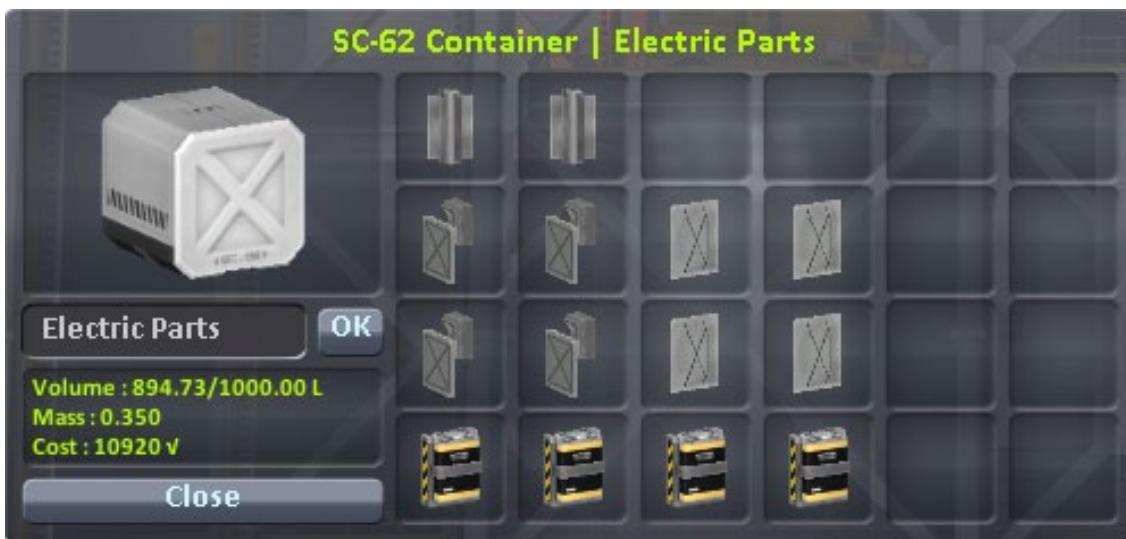 SC-62 Container | Electric Parts
Electric Parts
OK
Volume : 894.73/1000.00 L
Mass : 0.350
Cost : 10920 √
Close